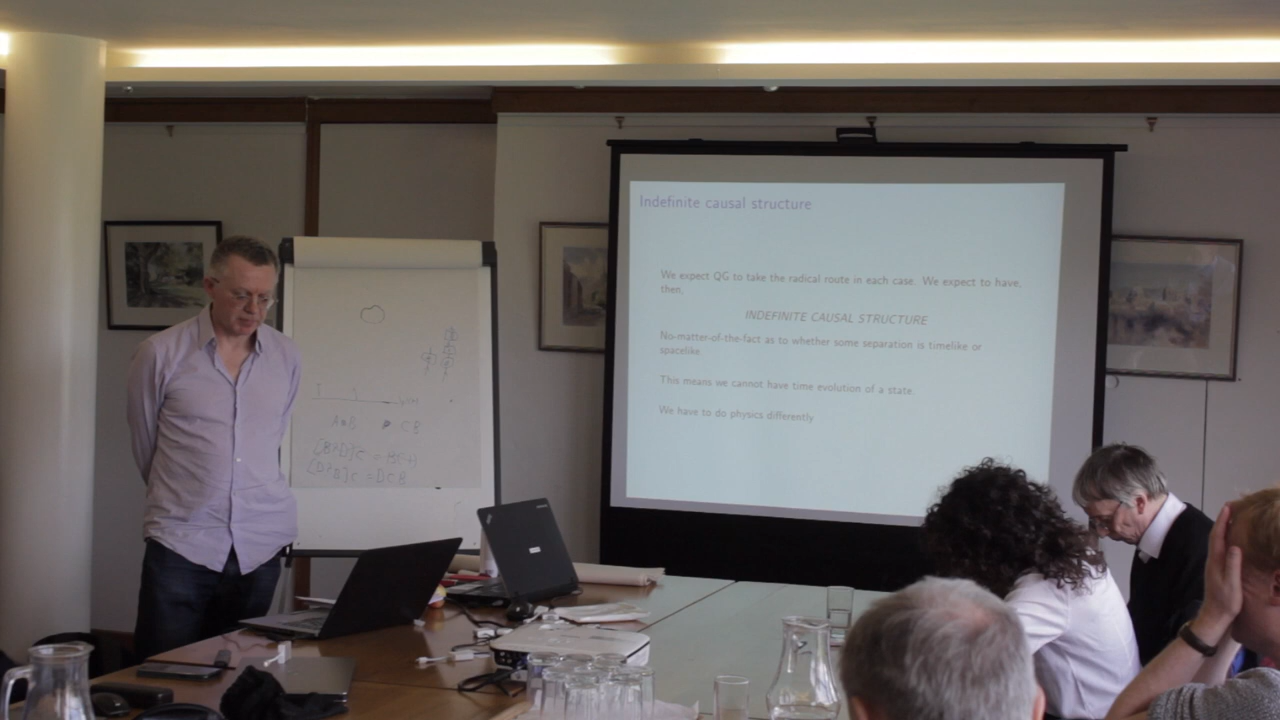 Indefinite causal structure
We expect QG to take the radical route in each case. We expect to have,
then,
INDEFINITE CAUSAL STRUCTURE
No-matter-of-the-fact as to whether some separation is timelike or
spacelike.
This means we cannot have time evolution of a state.
We have to do physics differently